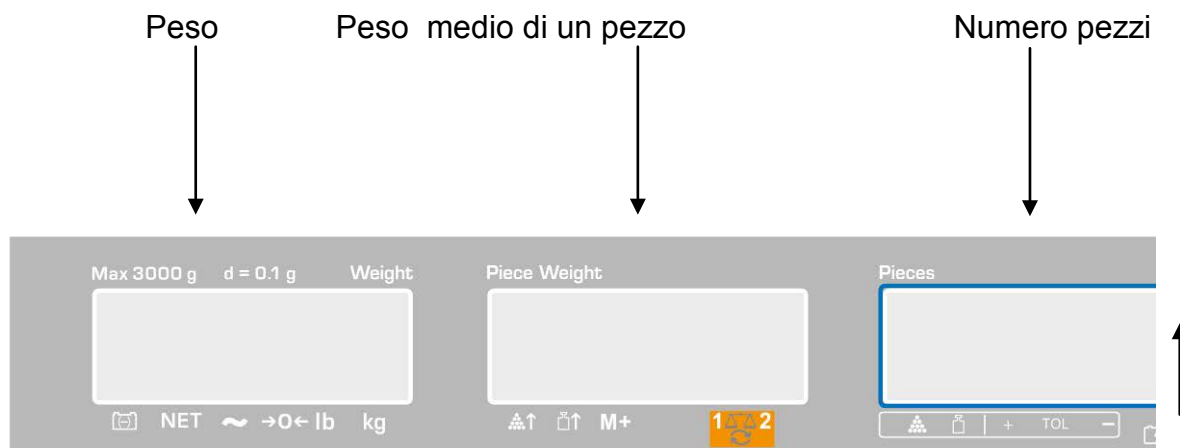 Peso Peso medio di un pezzo Numero pezzi
Max 3000 g d = 0.1 g Weight Piece Weight Pieces
NET ~ →0← lb kg M+ 1 2 + TOL −